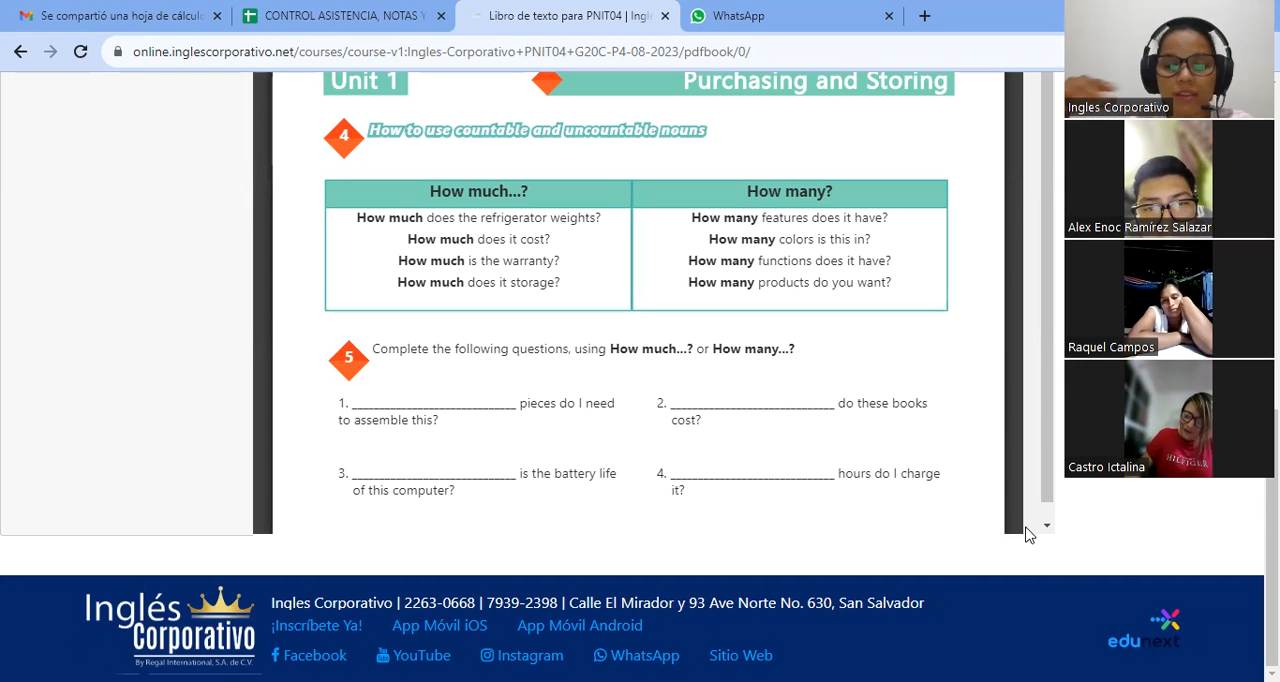 Se compartió una hoja de cálculo
CONTROL ASISTENCIA, NOTAS Y
Libro de texto para PNIT04 | Ingl
WhatsApp
online.inglescorporativo.net/courses/course-v1:Ingles-Corporativo+PNIT04+G20C-P4-08-2023/pdfbook/0/
Unit 1
Purchasing and Storing
4
How to use countable and uncountable nouns
How much...?
How many?
How much does the refrigerator weights?
How many features does it have?
How much does it cost?
How many colors is this in?
How much is the warranty?
How many functions does it have?
How much does it storage?
How many products do you want?
5
Complete the following questions, using How much...? or How many...?
1. __________________________ pieces do I need
to assemble this?
2. __________________________ do these books
cost?
3. __________________________ is the battery life
of this computer?
4. __________________________ hours do I charge
it?
Inglés
Corporativo
By Regal International, S.A. de C.V.
Ingles Corporativo | 2263-0668 | 7939-2398 | Calle El Mirador y 93 Ave Norte No. 630, San Salvador
¡Inscríbete Ya!
App Móvil iOS
App Móvil Android
Facebook
YouTube
Instagram
WhatsApp
Sitio Web
edunext
Ingles Corporativo
Alex Enoc Ramírez Salazar
Raquel Campos
Castro Ictalina
HILFIGER